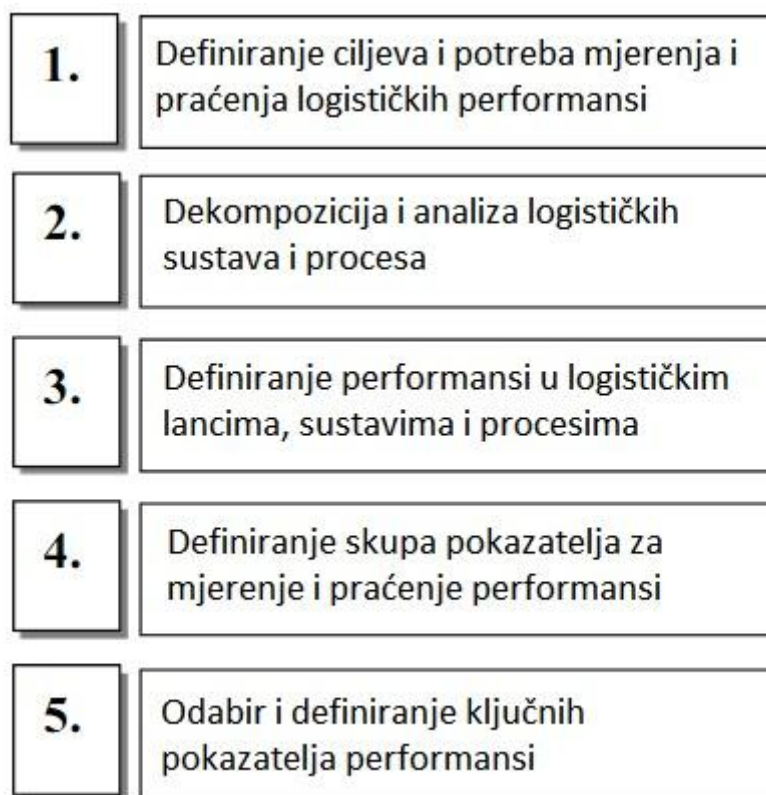 1.
Definiranje ciljeva i potreba mjerenja i
praćenja logističkih performansi
2.
Dekompozicija i analiza logističkih
sustava i procesa
3.
Definiranje performansi u logističkim
lancima, sustavima i procesima
4.
Definiranje skupa pokazatelja za
mjerenje i praćenje performansi
5.
Odabir i definiranje ključnih
pokazatelja performansi